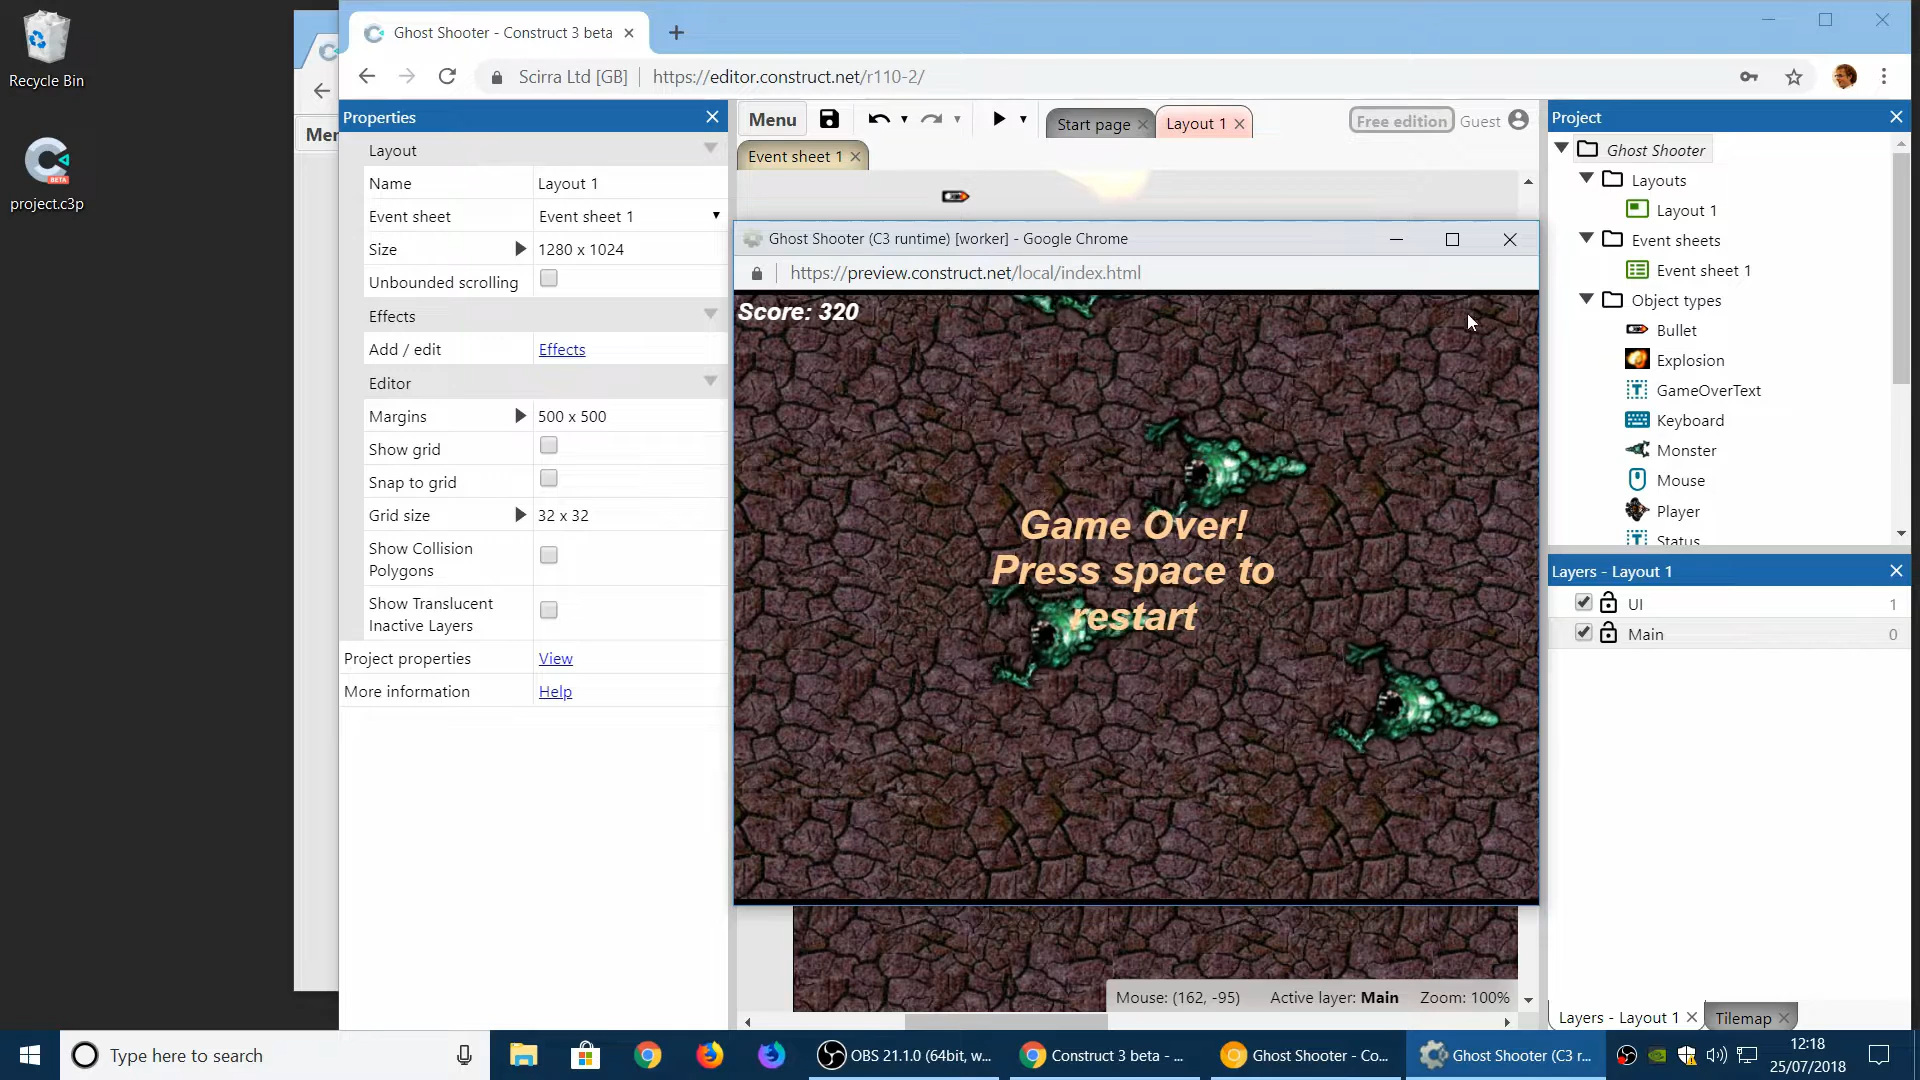 Recycle Bin
project.c3p
Ghost Shooter - Construct 3 beta
Scirra Ltd [GB]
https://editor.construct.net/r110-2/
Properties
Layout
Name
Layout 1
Event sheet
Event sheet 1
Size
1280 x 1024
Unbounded scrolling
Effects
Add / edit
Effects
Editor
Margins
500 x 500
Show grid
Snap to grid
Grid size
32 x 32
Show Collision
Polygons
Show Translucent
Inactive Layers
Project properties
View
More information
Help
Men
Menu
Start page
Layout 1
Free edition
Guest
Event sheet 1
Ghost Shooter (C3 runtime) [worker] - Google Chrome
https://preview.construct.net/local/index.html
Score: 320
Game Over!
Press space to
restart
Mouse: (162, -95)
Active layer: Main
Zoom: 100%
Project
Ghost Shooter
Layouts
Layout 1
Event sheets
Event sheet 1
Object types
Bullet
Explosion
GameOverText
Keyboard
Monster
Mouse
Player
Status
Layers - Layout 1
UI
1
Main
0
Layers - Layout 1
Tilemap
BETA
Type here to search
OBS 21.1.0 (64bit, w...
Construct 3 beta - ...
Ghost Shooter - Co...
Ghost Shooter (C3 r...
12:18
25/07/2018